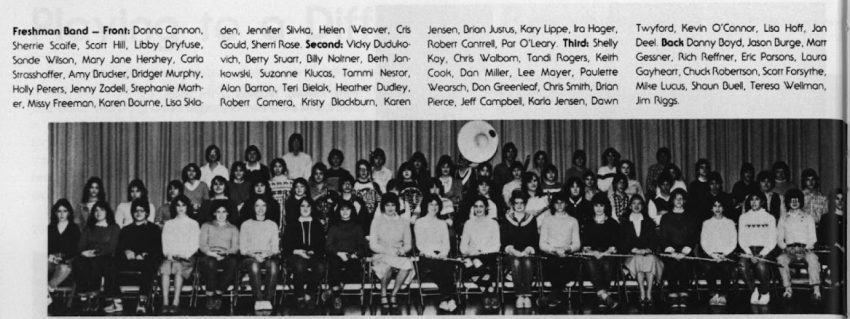 Freshman Band — Front: Donna Cannon,
Sherrie Scaife, Scott Hill, Libby Dryfuse,
Sande Wilson, Mary Jane Hershey, Carla
Strasshoffer, Amy Drucker, Bridger Murphy,
Holly Peters, Jenny Zadell, Stephanie Math-
er, Missy Freeman, Karen Bourne, Lisa Skla-
den, Jennifer Slivka, Helen Weaver, Cris
Gould, Sherri Rose. Second: Vicky Duduko-
vich, Berry Stuart, Billy Noltner, Beth Jan-
kowski, Suzanne Klucas, Tammi Nestor,
Alan Barton, Teri Bielak, Heather Dudley,
Robert Camera, Kristy Blackburn, Karen
Jensen, Brian Justus, Kary Lippe, Ira Hager,
Robert Cantrell, Pat O'Leary. Third: Shelly
Kay, Chris Walborn, Tandi Rogers, Keith
Cook, Dan Miller, Lee Mayer, Paulette
Wearsch, Don Greenleaf, Chris Smith, Brian
Pierce, Jeff Campbell, Karla Jensen, Dawn
Twyford, Kevin O'Connor, Lisa Hoff, Jan
Deel. Back Danny Boyd, Jason Burge, Matt
Gessner, Rich Reffner, Eric Parsons, Laura
Gayheart, Chuck Robertson, Scott Forsythe,
Mike Lucus, Shaun Buell, Teresa Wellman,
Jim Riggs.